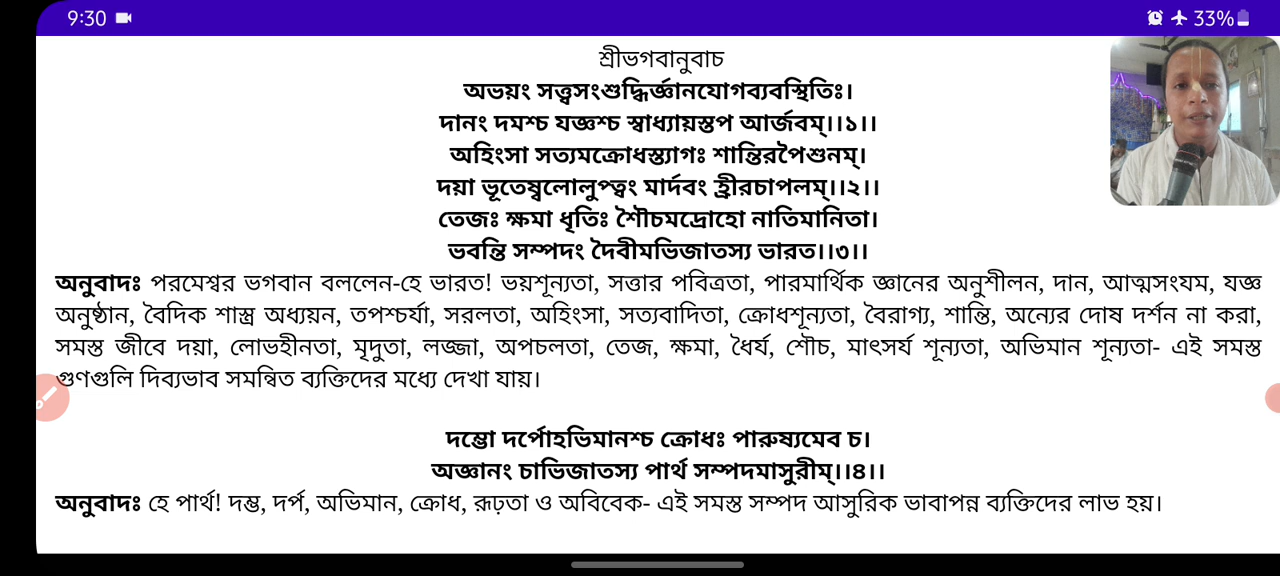 9:30
33%
শ্রীভগবানুবাচ
অভয়ং সত্ত্বসংশুদ্ধির্জ্ঞানযোগব্যবস্থিতিঃ।
দানং দমশ্চ যজ্ঞশ্চ স্বাধ্যায়স্তপ আর্জবম্।।১।।
অহিংসা সত্যমক্রোধস্ত্যাগঃ শান্তিরপৈশুনম্।
দয়া ভূতেষ্বলোলুপ্ত্বং মার্দবং হ্রীরচাপলম্।।২।।
তেজঃ ক্ষমা ধৃতিঃ শৌচমদ্রোহো নাতিমানিতা।
ভবন্তি সম্পদং দৈবীমভিজাতস্য ভারত।।৩।।
অনুবাদঃ পরমেশ্বর ভগবান বললেন-হে ভারত! ভয়শূন্যতা, সত্তার পবিত্রতা, পারমার্থিক জ্ঞানের অনুশীলন, দান, আত্মসংযম, যজ্ঞ
অনুষ্ঠান, বৈদিক শাস্ত্র অধ্যয়ন, তপশ্চর্যা, সরলতা, অহিংসা, সত্যবাদিতা, ক্রোধশূন্যতা, বৈরাগ্য, শান্তি, অন্যের দোষ দর্শন না করা,
সমস্ত জীবে দয়া, লোভহীনতা, মৃদুতা, লজ্জা, অপচলতা, তেজ, ক্ষমা, ধৈর্য, শৌচ, মাৎসর্য শূন্যতা, অভিমান শূন্যতা- এই সমস্ত
গুণগুলি দিব্যভাব সমন্বিত ব্যক্তিদের মধ্যে দেখা যায়।
দম্ভো দর্পোহভিমানশ্চ ক্রোধঃ পারুষ্যমেব চ।
অজ্ঞানং চাভিজাতস্য পার্থ সম্পদমাসুরীম্।।৪।।
অনুবাদঃ হে পার্থ! দম্ভ, দর্প, অভিমান, ক্রোধ, রূঢ়তা ও অবিবেক- এই সমস্ত সম্পদ আসুরিক ভাবাপন্ন ব্যক্তিদের লাভ হয়।